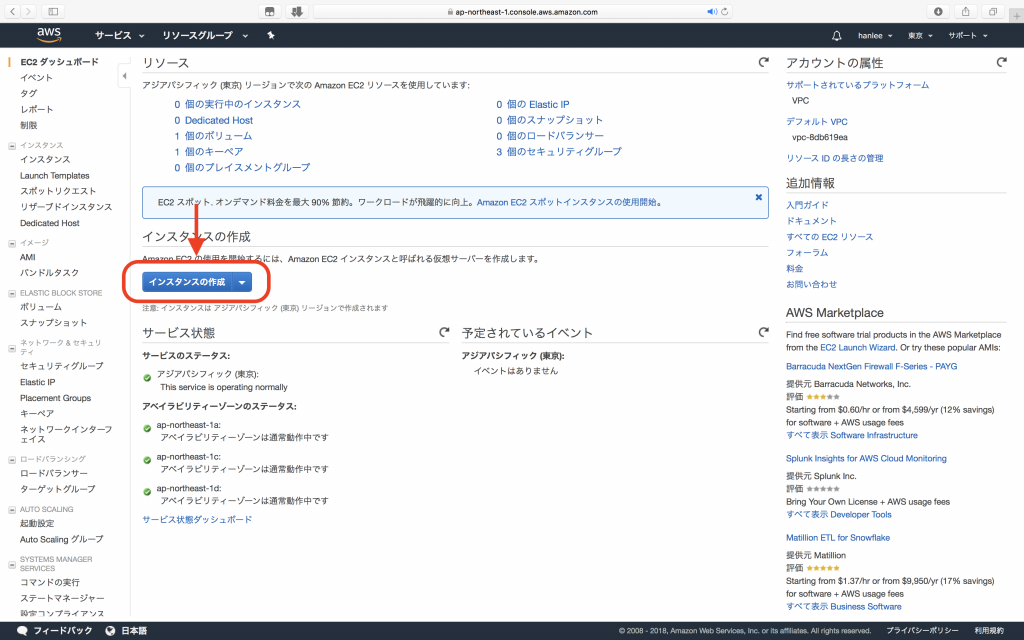 ap-northeast-1.console.aws.amazon.com
aws
サービス
リソースグループ
hanlee
東京
サポート
EC2 ダッシュボード
イベント
タグ
レポート
制限
インスタンス
インスタンス
Launch Templates
スポットリクエスト
リザーブドインスタンス
Dedicated Host
イメージ
AMI
バンドルタスク
ELASTIC BLOCK STORE
ボリューム
スナップショット
ネットワーク & セキュリ
ティ
セキュリティグループ
Elastic IP
Placement Groups
キーペア
ネットワークインターフ
ェイス
ロードバランシング
ロードバランサー
ターゲットグループ
AUTO SCALING
起動設定
Auto Scaling グループ
SYSTEMS MANAGER
SERVICES
コマンドの実行
ステートマネージャー
設定コンプライアンス
リソース
アジアパシフィック (東京) リージョンで次の Amazon EC2 リソースを使用しています:
0 個の実行中のインスタンス
0 Dedicated Host
1 個のボリューム
1 個のキーペア
0 個のプレイスメントグループ
0 個の Elastic IP
0 個のスナップショット
0 個のロードバランサー
3 個のセキュリティグループ
EC2 スポット. オンデマンド料金を最大 90% 節約。ワークロードが飛躍的に向上。Amazon EC2 スポットインスタンスの使用開始。
インスタンスの作成
Amazon EC2 の使用を開始するには、Amazon EC2 インスタンスと呼ばれる仮想サーバーを作成します。
インスタンスの作成
注意: インスタンスは アジアパシフィック (東京) リージョンで作成されます
サービス状態
サービスのステータス:
アジアパシフィック (東京):
This service is operating normally
アベイラビリティーゾーンのステータス:
ap-northeast-1a:
アベイラビリティーゾーンは通常動作中です
ap-northeast-1c:
アベイラビリティーゾーンは通常動作中です
ap-northeast-1d:
アベイラビリティーゾーンは通常動作中です
サービス状態ダッシュボード
予定されているイベント
アジアパシフィック (東京):
イベントはありません
アカウントの属性
サポートされているプラットフォーム
VPC
デフォルト VPC
vpc-8db619ea
リソース ID の長さの管理
追加情報
入門ガイド
ドキュメント
すべての EC2 リソース
フォーラム
料金
お問い合わせ
AWS Marketplace
Find free software trial products in the AWS Marketplace
from the EC2 Launch Wizard. Or try these popular AMIs:
Barracuda NextGen Firewall F-Series - PAYG
提供元 Barracuda Networks, Inc.
評価
Starting from $0.60/hr or from $4,599/yr (12% savings)
for software + AWS usage fees
すべて表示 Software Infrastructure
Splunk Insights for AWS Cloud Monitoring
提供元 Splunk Inc.
評価
Bring Your Own License + AWS usage fees
すべて表示 Developer Tools
Matillion ETL for Snowflake
提供元 Matillion
評価
Starting from $1.37/hr or from $9,950/yr (17% savings)
for software + AWS usage fees
すべて表示 Business Software
フィードバック
日本語
© 2008 - 2018, Amazon Web Services, Inc. or its affiliates. All rights reserved.
プライバシーポリシー
利用規約